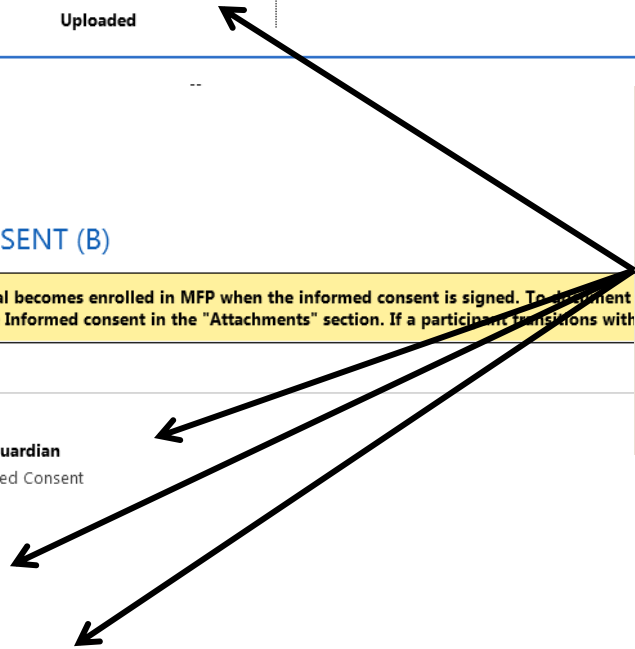 Uploaded
--
SENT (B)
al becomes enrolled in MFP when the informed consent is signed. To document
Informed consent in the "Attachments" section. If a participant transitions with
uardian
ed Consent